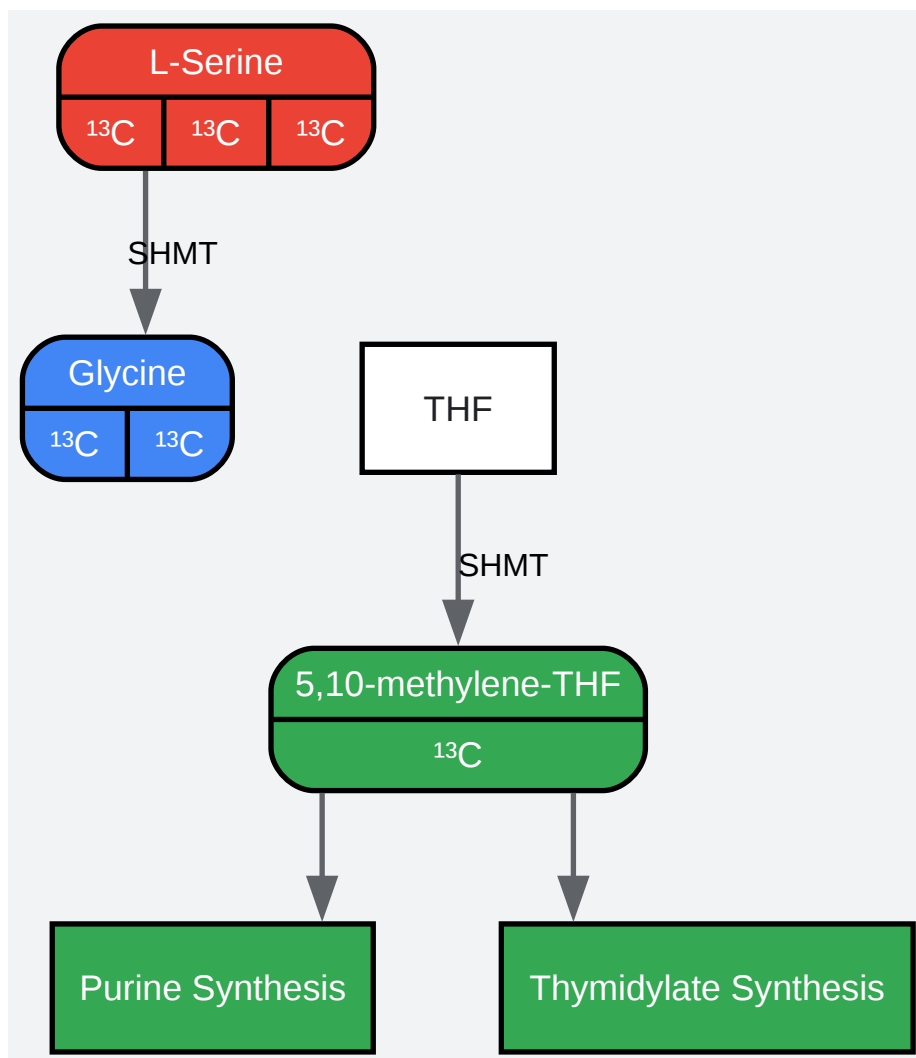 L-Serine
¹³C ¹³C ¹³C
SHMT
Glycine
¹³C ¹³C
THF
SHMT
5,10-methylene-THF
¹³C
Purine Synthesis
Thymidylate Synthesis